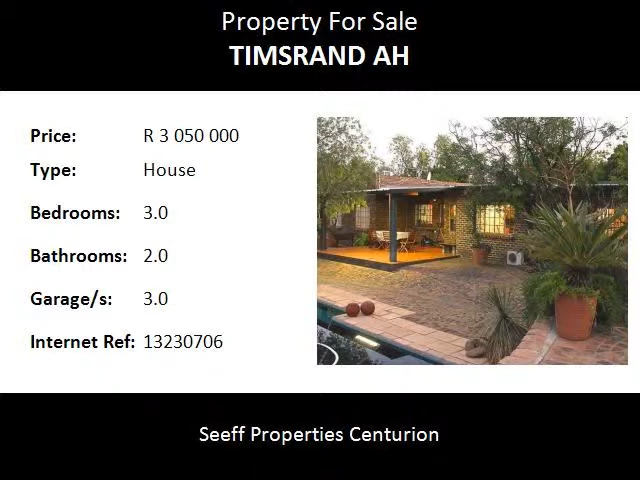 Property For Sale
TIMSRAND AH
Price: R 3 050 000
Type: House
Bedrooms: 3.0
Bathrooms: 2.0
Garage/s: 3.0
Internet Ref: 13230706
Seeff Properties Centurion